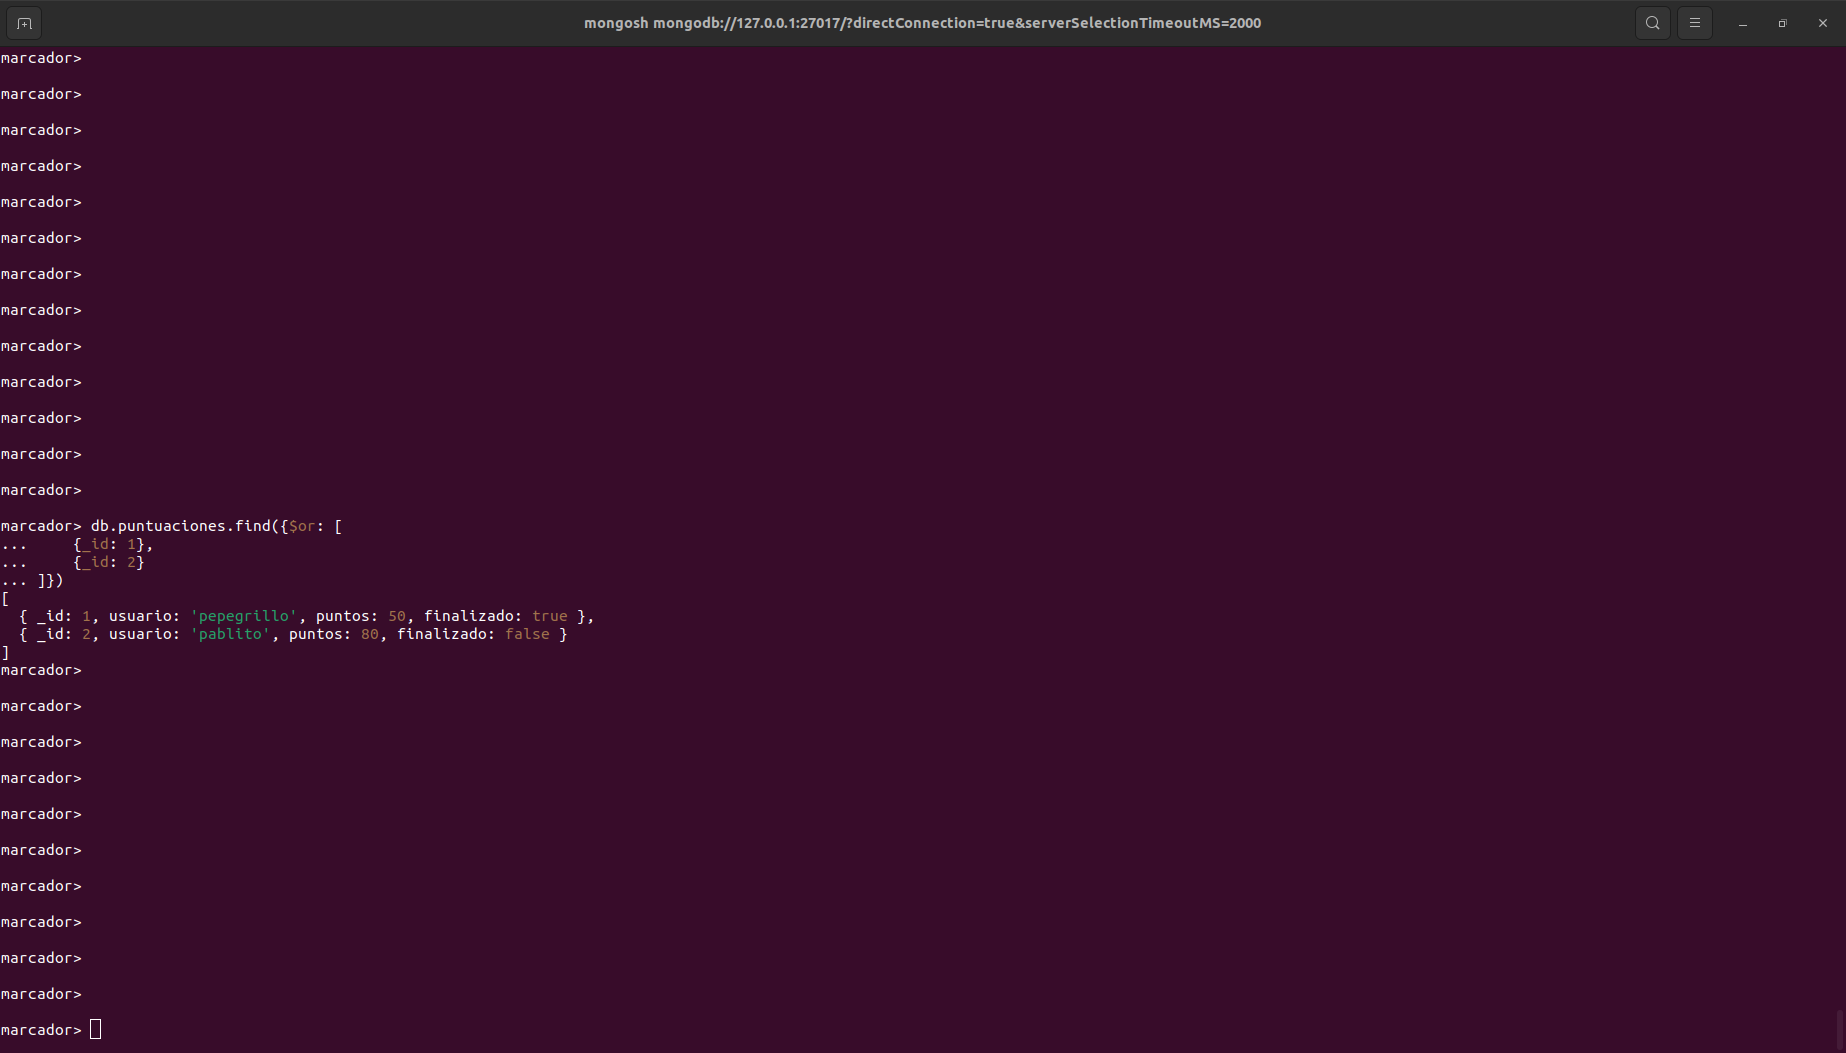 mongosh mongodb://127.0.0.1:27017/?directConnection=true&serverSelectionTimeoutMS=2000
marcador>
marcador>
marcador>
marcador>
marcador>
marcador>
marcador>
marcador>
marcador>
marcador>
marcador>
marcador>
marcador>
marcador> db.puntuaciones.find({$or: [
...     {_id: 1},
...     {_id: 2}
... ]})
[
  { _id: 1, usuario: 'pepegrillo', puntos: 50, finalizado: true },
  { _id: 2, usuario: 'pablito', puntos: 80, finalizado: false }
]
marcador>
marcador>
marcador>
marcador>
marcador>
marcador>
marcador>
marcador>
marcador>
marcador>
marcador>